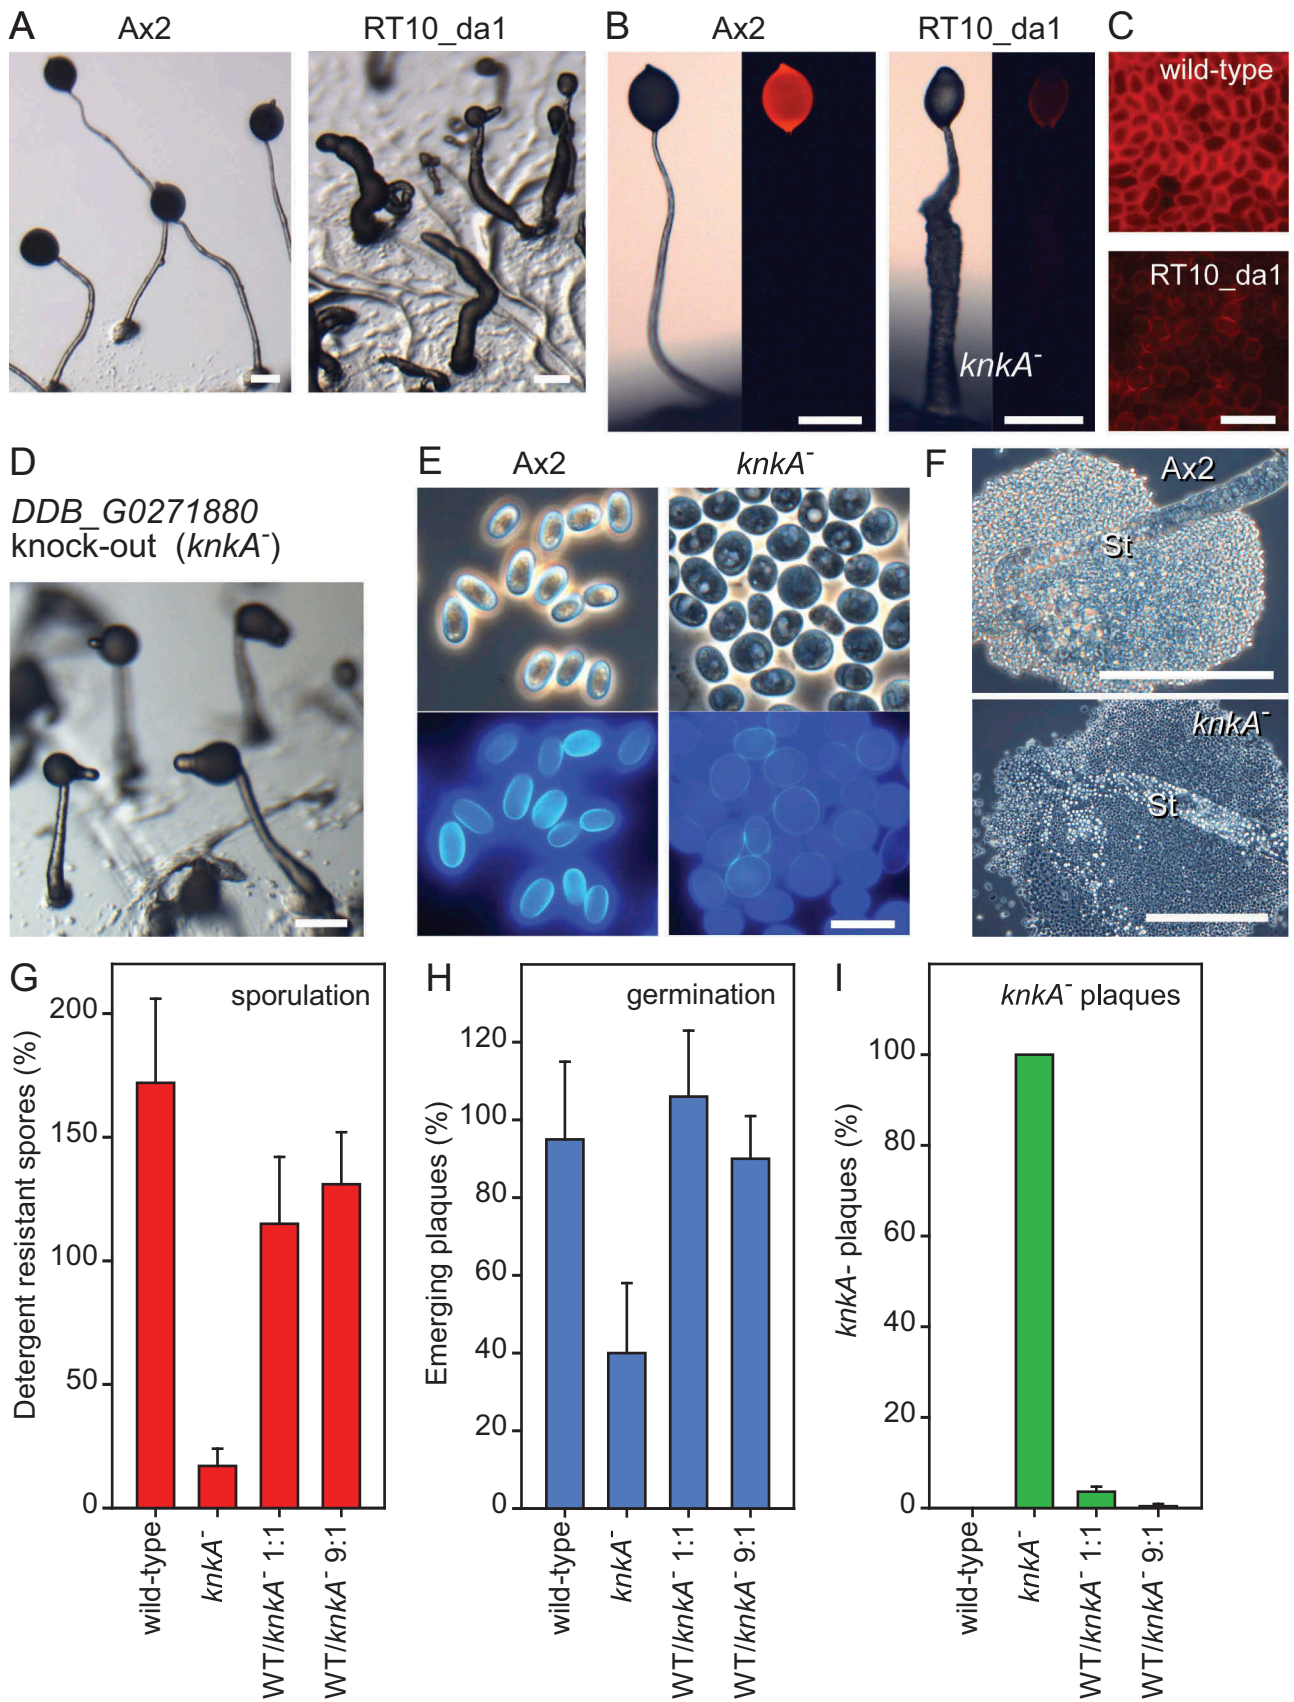 A
Ax2
RT10_da1
B
Ax2
RT10_da1
knkA⁻
C
wild-type
RT10_da1
D
DDB_G0271880
knock-out (knkA⁻)
E
Ax2
knkA⁻
F
Ax2
St
knkA⁻
St
G
sporulation
Detergent resistant spores (%)
200
150
100
50
0
wild-type
knkA⁻
WT/knkA⁻ 1:1
WT/knkA⁻ 9:1
H
germination
Emerging plaques (%)
120
100
80
60
40
20
0
wild-type
knkA⁻
WT/knkA⁻ 1:1
WT/knkA⁻ 9:1
I
knkA⁻ plaques
knkA- plaques (%)
100
80
60
40
20
0
wild-type
knkA⁻
WT/knkA⁻ 1:1
WT/knkA⁻ 9:1